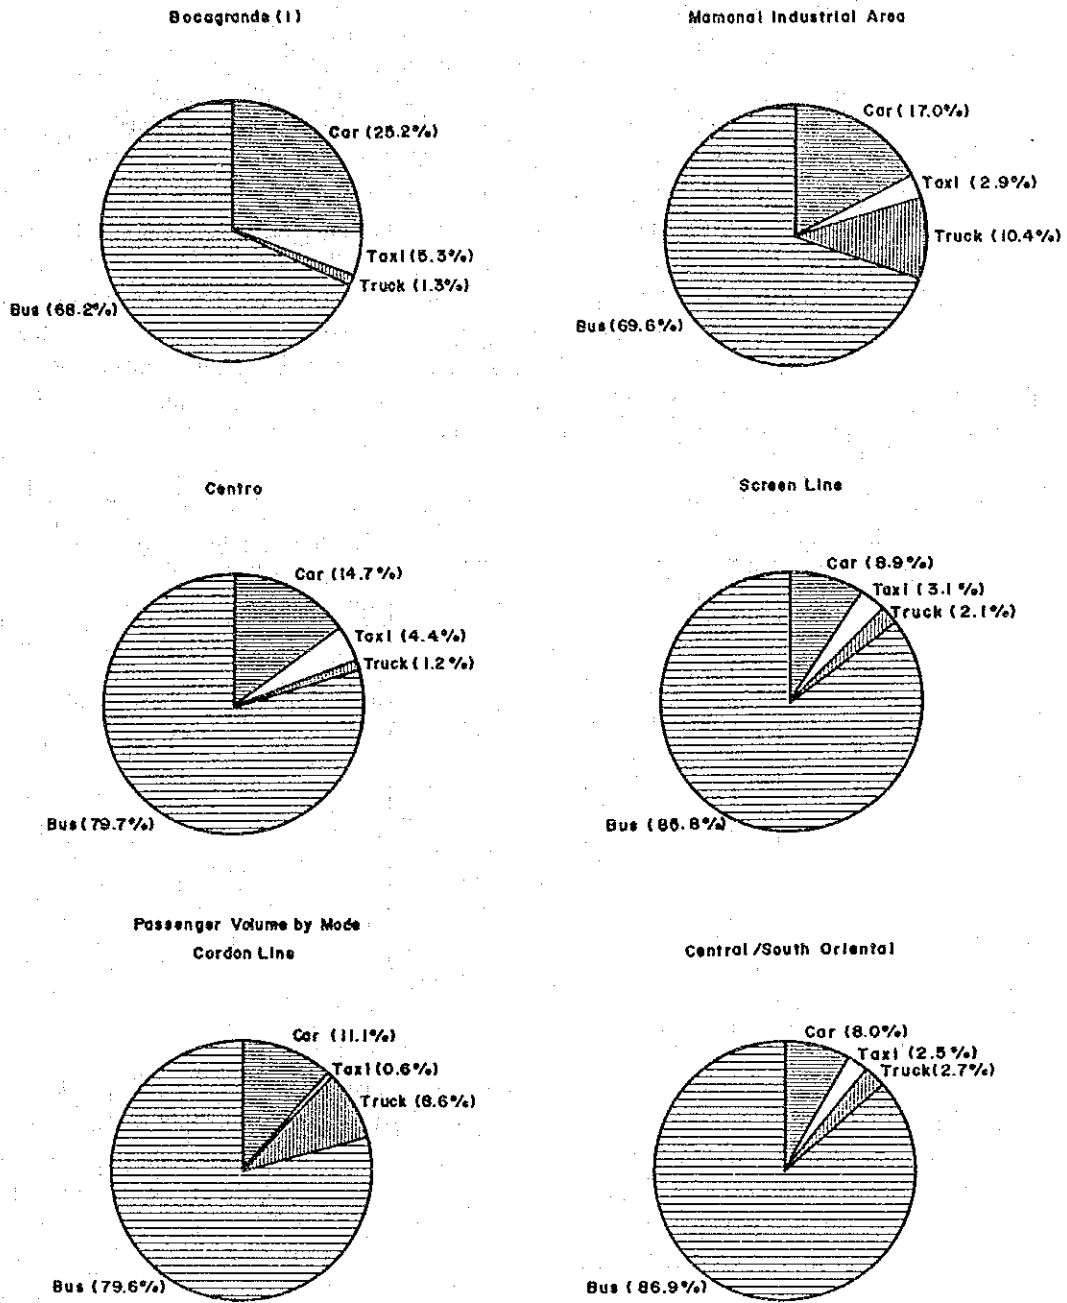 Bocagrande (1)
Car (25.2%)
Taxi (5.3%)
Truck (1.3%)
Bus (68.2%)
Mamonal Industrial Area
Car (17.0%)
Taxi (2.9%)
Truck (10.4%)
Bus (69.6%)
Centro
Car (14.7%)
Taxi (4.4%)
Truck (1.2%)
Bus (79.7%)
Screen Line
Car (8.9%)
Taxi (3.1%)
Truck (2.1%)
Bus (85.8%)
Passenger Volume by Mode
Cordon Line
Car (11.1%)
Taxi (0.6%)
Truck (8.6%)
Bus (79.6%)
Central/South Oriental
Car (8.0%)
Taxi (2.5%)
Truck (2.7%)
Bus (86.9%)